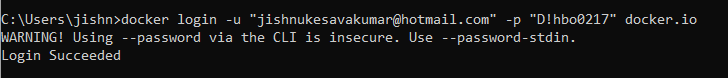 C:\Users\jishn>docker login -u "jishnukesavakumar@hotmail.com" -p "D!hbo0217" docker.io
WARNING! Using --password via the CLI is insecure. Use --password-stdin.
Login Succeeded